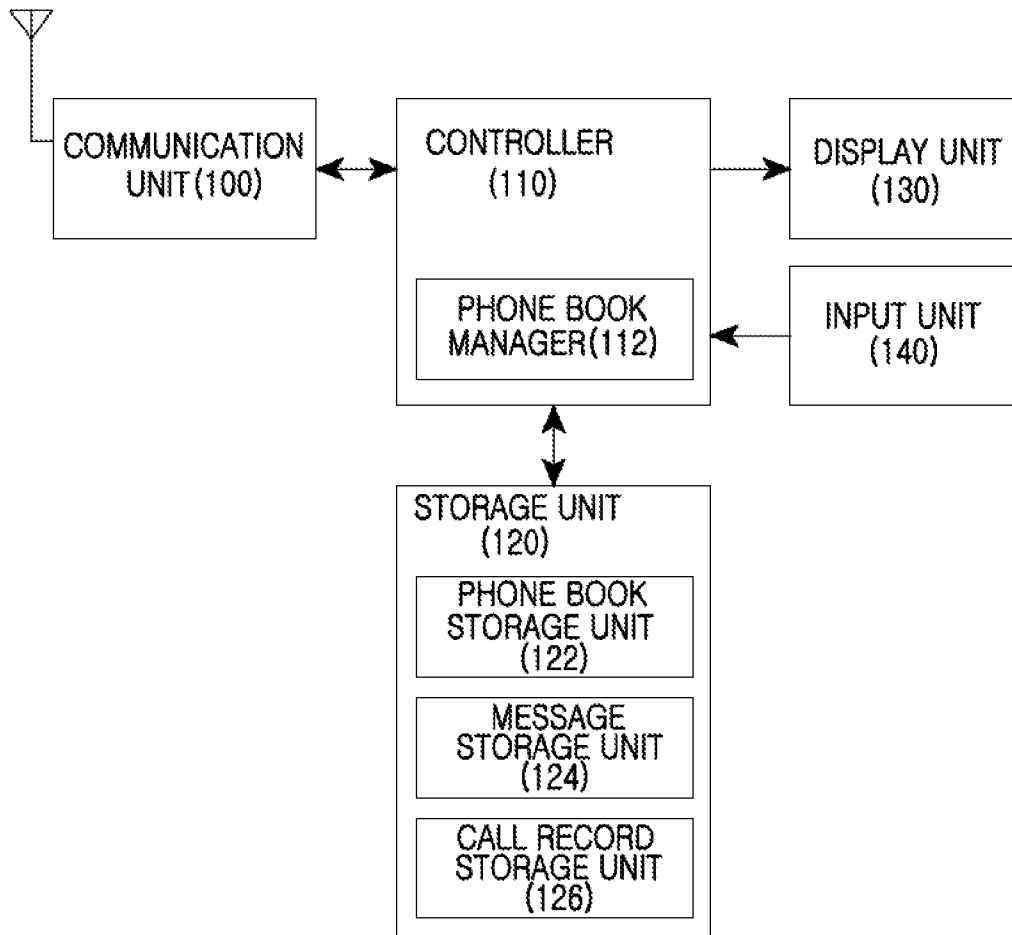 COMMUNICATION
UNIT(100)
CONTROLLER
(110)
PHONE BOOK
MANAGER(112)
DISPLAY UNIT
(130)
INPUT UNIT
(140)
STORAGE UNIT
(120)
PHONE BOOK
STORAGE UNIT
(122)
MESSAGE
STORAGE UNIT
(124)
CALL RECORD
STORAGE UNIT
(126)